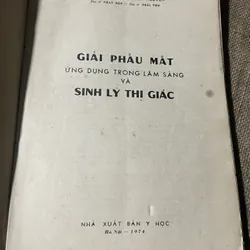 GIẢI PHẪU MẮT
ỨNG DỤNG TRONG LÂM SÀNG
VÀ
SINH LÝ THỊ GIÁC
NHÀ XUẤT BẢN Y HỌC
Hà Nội - 1974